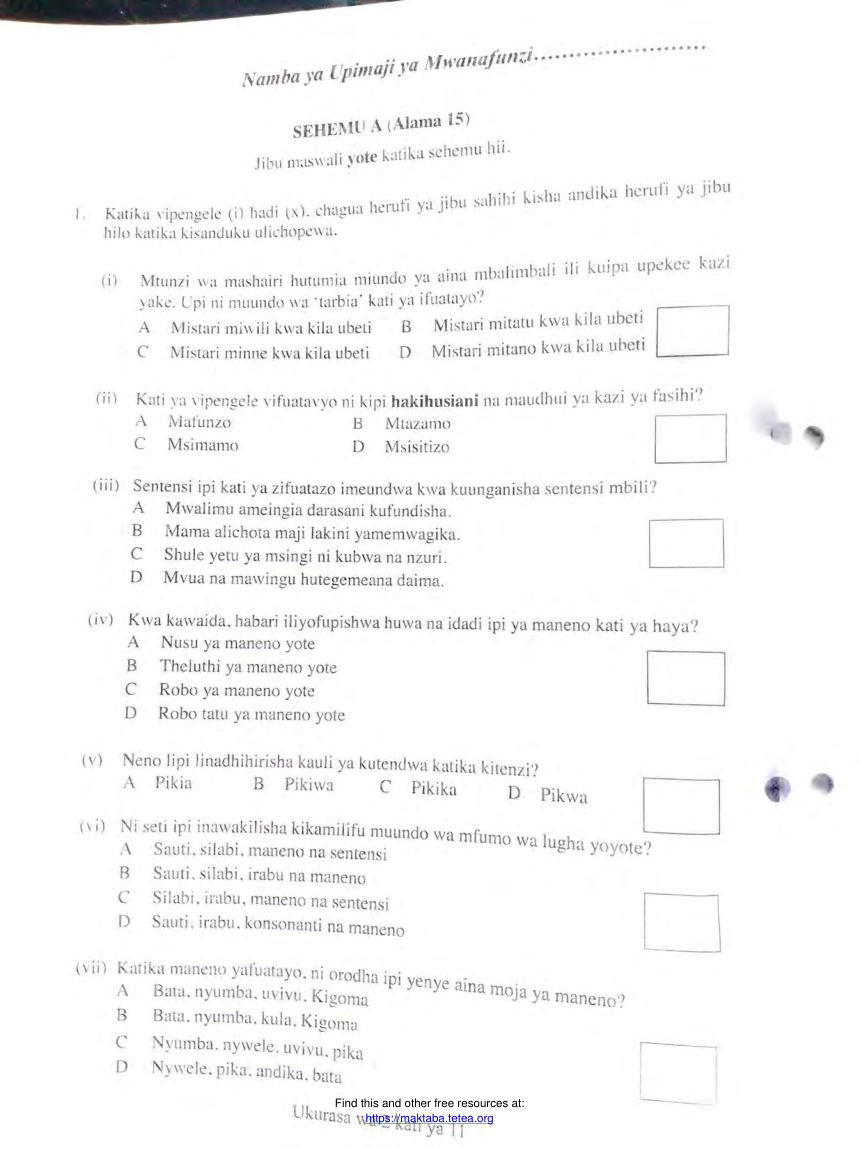 Namba ya Upimaji ya Mwanafunzi........................
SEHEMU A (Alama 15)
Jibu maswali yote katika sehemu hii.
1. Katika vipengele (i) hadi (x), chagua herufi ya jibu sahihi kisha andika herufi ya jibu
hilo katika kisanduku ulichopewa.
(i) Mtunzi wa mashairi hutumia miundo ya aina mbalimbali ili kuipa upekee kazi
yake. Upi ni muundo wa 'tarbia' kati ya ifuatayo?
A Mistari miwili kwa kila ubeti B Mistari mitatu kwa kila ubeti
C Mistari minne kwa kila ubeti D Mistari mitano kwa kila ubeti
(ii) Kati ya vipengele vifuatavyo ni kipi hakihusiani na maudhui ya kazi ya fasihi?
A Mafunzo B Mtazamo
C Msimamo D Msisitizo
(iii) Sentensi ipi kati ya zifuatazo imeundwa kwa kuunganisha sentensi mbili?
A Mwalimu ameingia darasani kufundisha.
B Mama alichota maji lakini yamemwagika.
C Shule yetu ya msingi ni kubwa na nzuri.
D Mvua na mawingu hutegemeana daima.
(iv) Kwa kawaida, habari iliyofupishwa huwa na idadi ipi ya maneno kati ya haya?
A Nusu ya maneno yote
B Theluthi ya maneno yote
C Robo ya maneno yote
D Robo tatu ya maneno yote
(v) Neno lipi linadhihirisha kauli ya kutendwa katika kitenzi?
A Pikia B Pikiwa C Pikika D Pikwa
(vi) Ni seti ipi inawakilisha kikamilifu muundo wa mfumo wa lugha yoyote?
A Sauti, silabi, maneno na sentensi
B Sauti, silabi, irabu na maneno
C Silabi, irabu, maneno na sentensi
D Sauti, irabu, konsonanti na maneno
(vii) Katika maneno yafuatayo, ni orodha ipi yenye aina moja ya maneno?
A Bata, nyumba, uvivu, Kigoma
B Bata, nyumba, kula, Kigoma
C Nyumba, nywele, uvivu, pika
D Nywele, pika, andika, bata
Find this and other free resources at:
https://maktaba.tetea.org
Ukurasa wa 2 kati ya 11